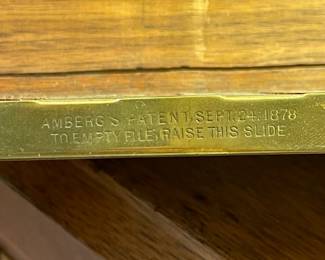 AMBERG'S PATENT, SEPT. 24, 1878
TO EMPTY FILE, RAISE THIS SLIDE.